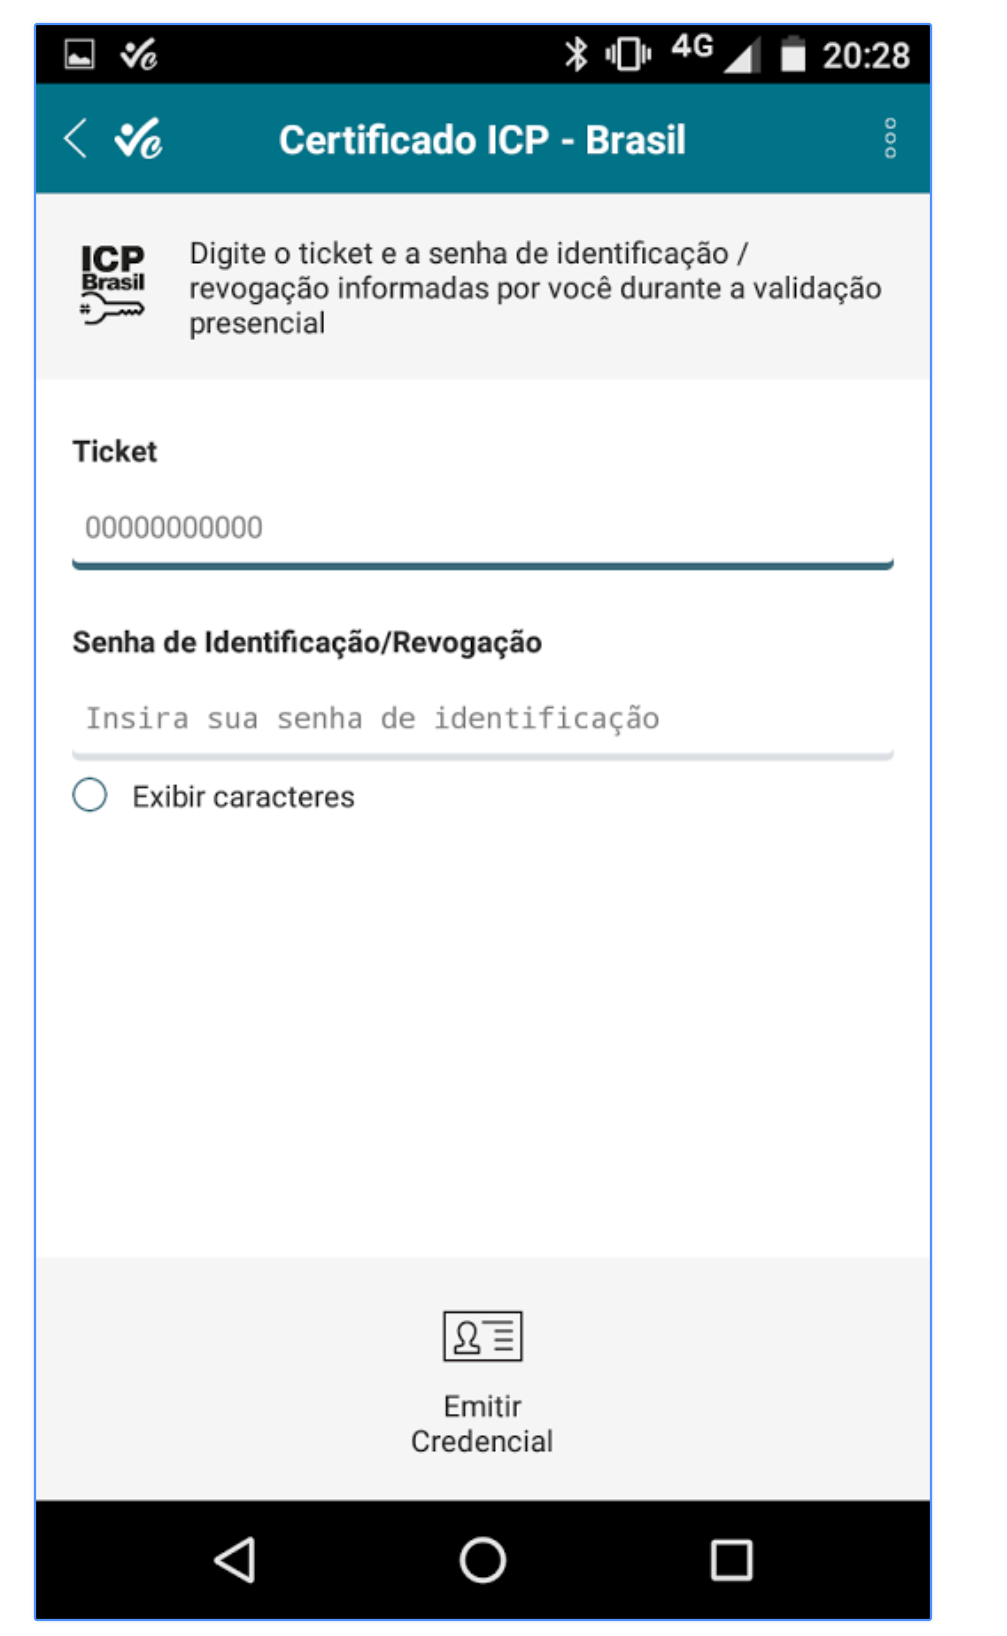 4G 20:28
Certificado ICP - Brasil
ICP
Brasil
Digite o ticket e a senha de identificação /
revogação informadas por você durante a validação
presencial
Ticket
00000000000
Senha de Identificação/Revogação
Insira sua senha de identificação
Exibir caracteres
Emitir
Credencial